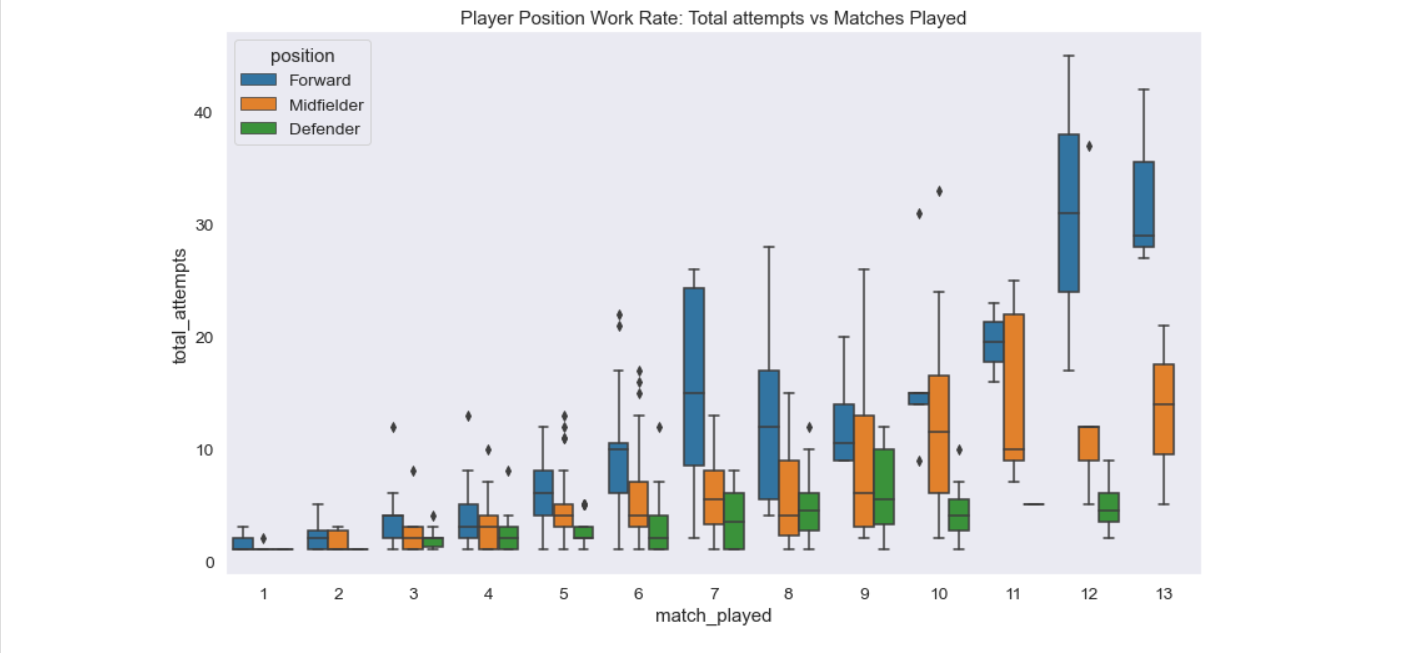 Player Position Work Rate: Total attempts vs Matches Played
position
Forward
Midfielder
Defender
40
30
20
10
0
total_attempts
1 2 3 4 5 6 7 8 9 10 11 12 13
match_played